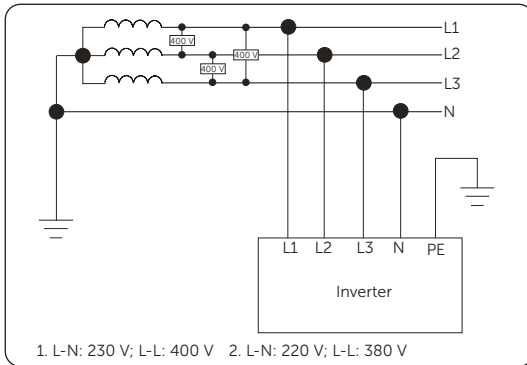 L1
400 V
400 V
L2
400 V
L3
N
L1 L2 L3 N PE
Inverter
1. L-N: 230 V; L-L: 400 V 2. L-N: 220 V; L-L: 380 V